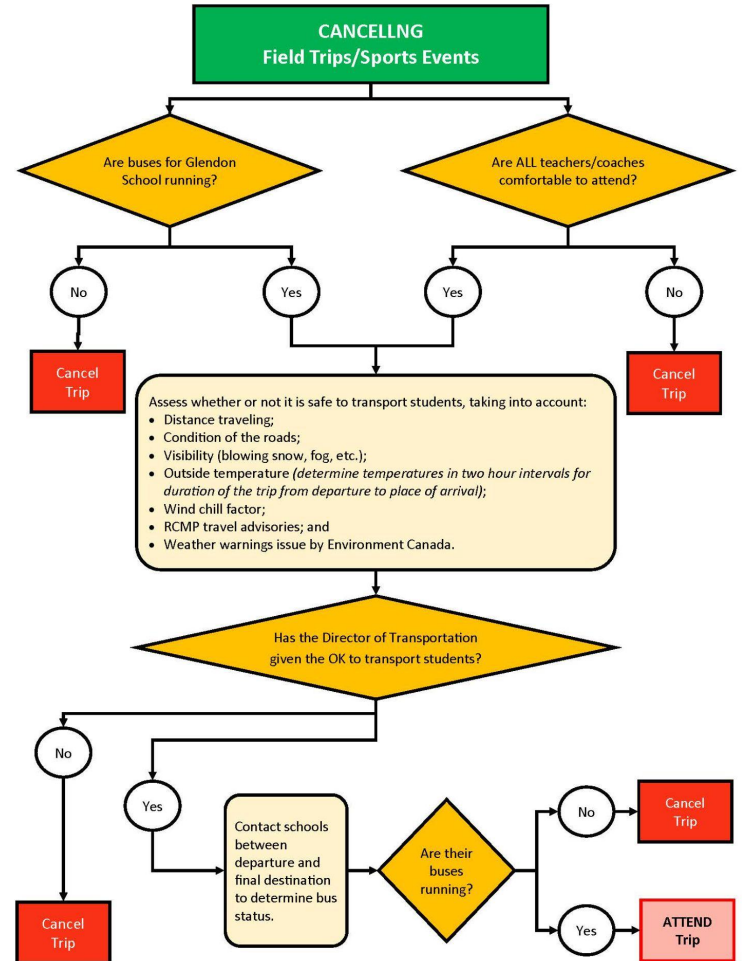 CANCELLNG
Field Trips/Sports Events
Are buses for Glendon
School running?
Are ALL teachers/coaches
comfortable to attend?
No
Yes
Yes
No
Cancel
Trip
Cancel
Trip
Assess whether or not it is safe to transport students, taking into account:
• Distance traveling;
• Condition of the roads;
• Visibility (blowing snow, fog, etc.);
• Outside temperature (determine temperatures in two hour intervals for
duration of the trip from departure to place of arrival);
• Wind chill factor;
• RCMP travel advisories; and
• Weather warnings issue by Environment Canada.
Has the Director of Transportation
given the OK to transport students?
No
Yes
Contact schools
between
departure and
final destination
to determine bus
status.
Are their
buses
running?
No
Cancel
Trip
Yes
ATTEND
Trip
Cancel
Trip